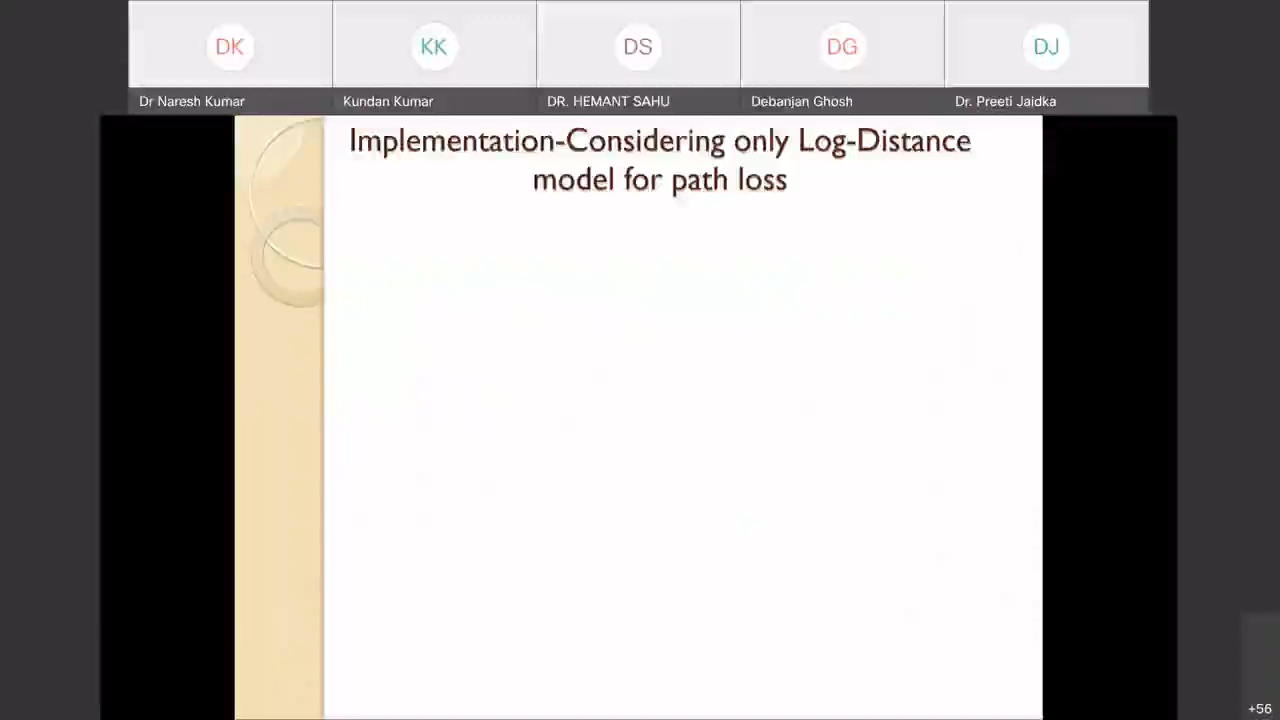 DK
KK
DS
DG
DJ
Dr Naresh Kumar
Kundan Kumar
DR. HEMANT SAHU
Debanjan Ghosh
Dr. Preeti Jaidka
Implementation-Considering only Log-Distance
model for path loss
+56